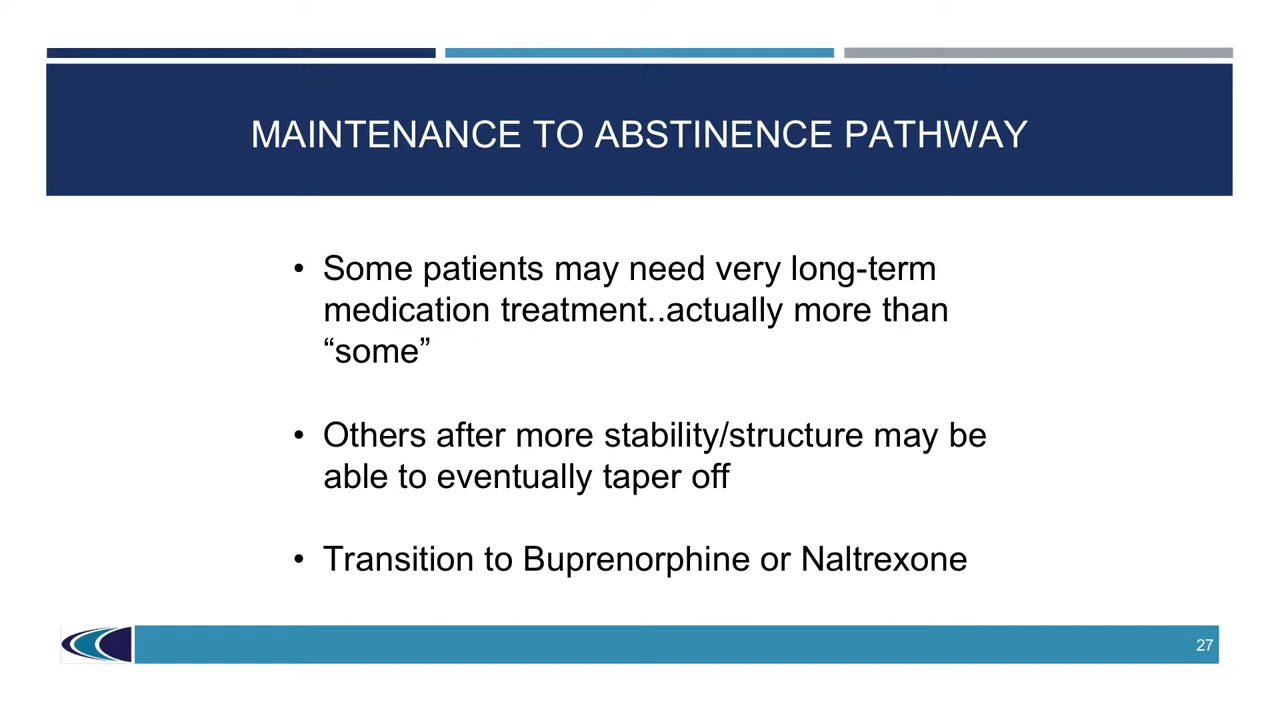 MAINTENANCE TO ABSTINENCE PATHWAY
• Some patients may need very long-term
medication treatment..actually more than
“some”
• Others after more stability/structure may be
able to eventually taper off
• Transition to Buprenorphine or Naltrexone
27